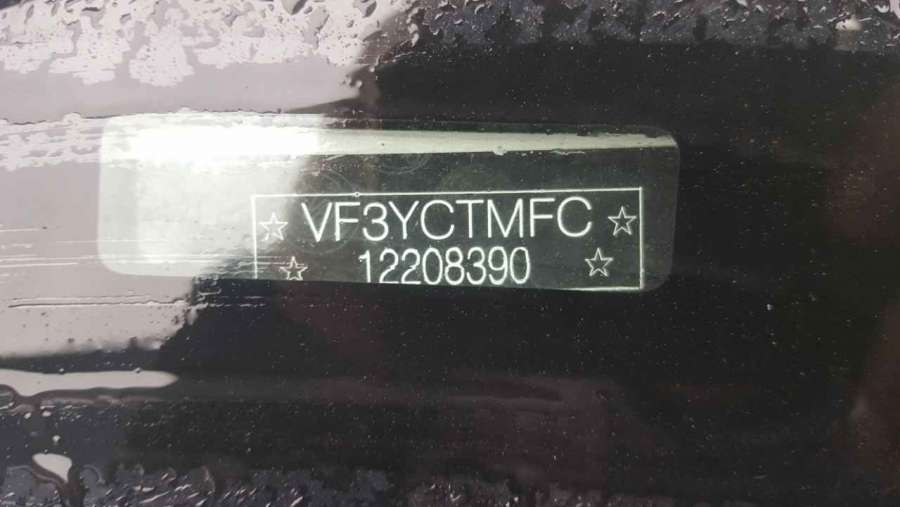 ☆ VF3YCTMFC ☆
☆ 12208390 ☆